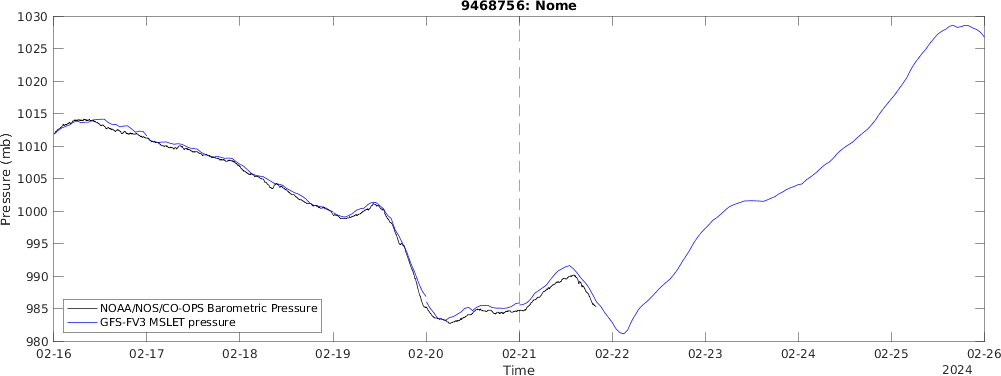 9468756: Nome
1030
1025
1020
1015
1010
1005
1000
995
990
985
980
Pressure (mb)
NOAA/NOS/CO-OPS Barometric Pressure
GFS-FV3 MSLET pressure
02-16 02-17 02-18 02-19 02-20 02-21 02-22 02-23 02-24 02-25 02-26
Time
2024